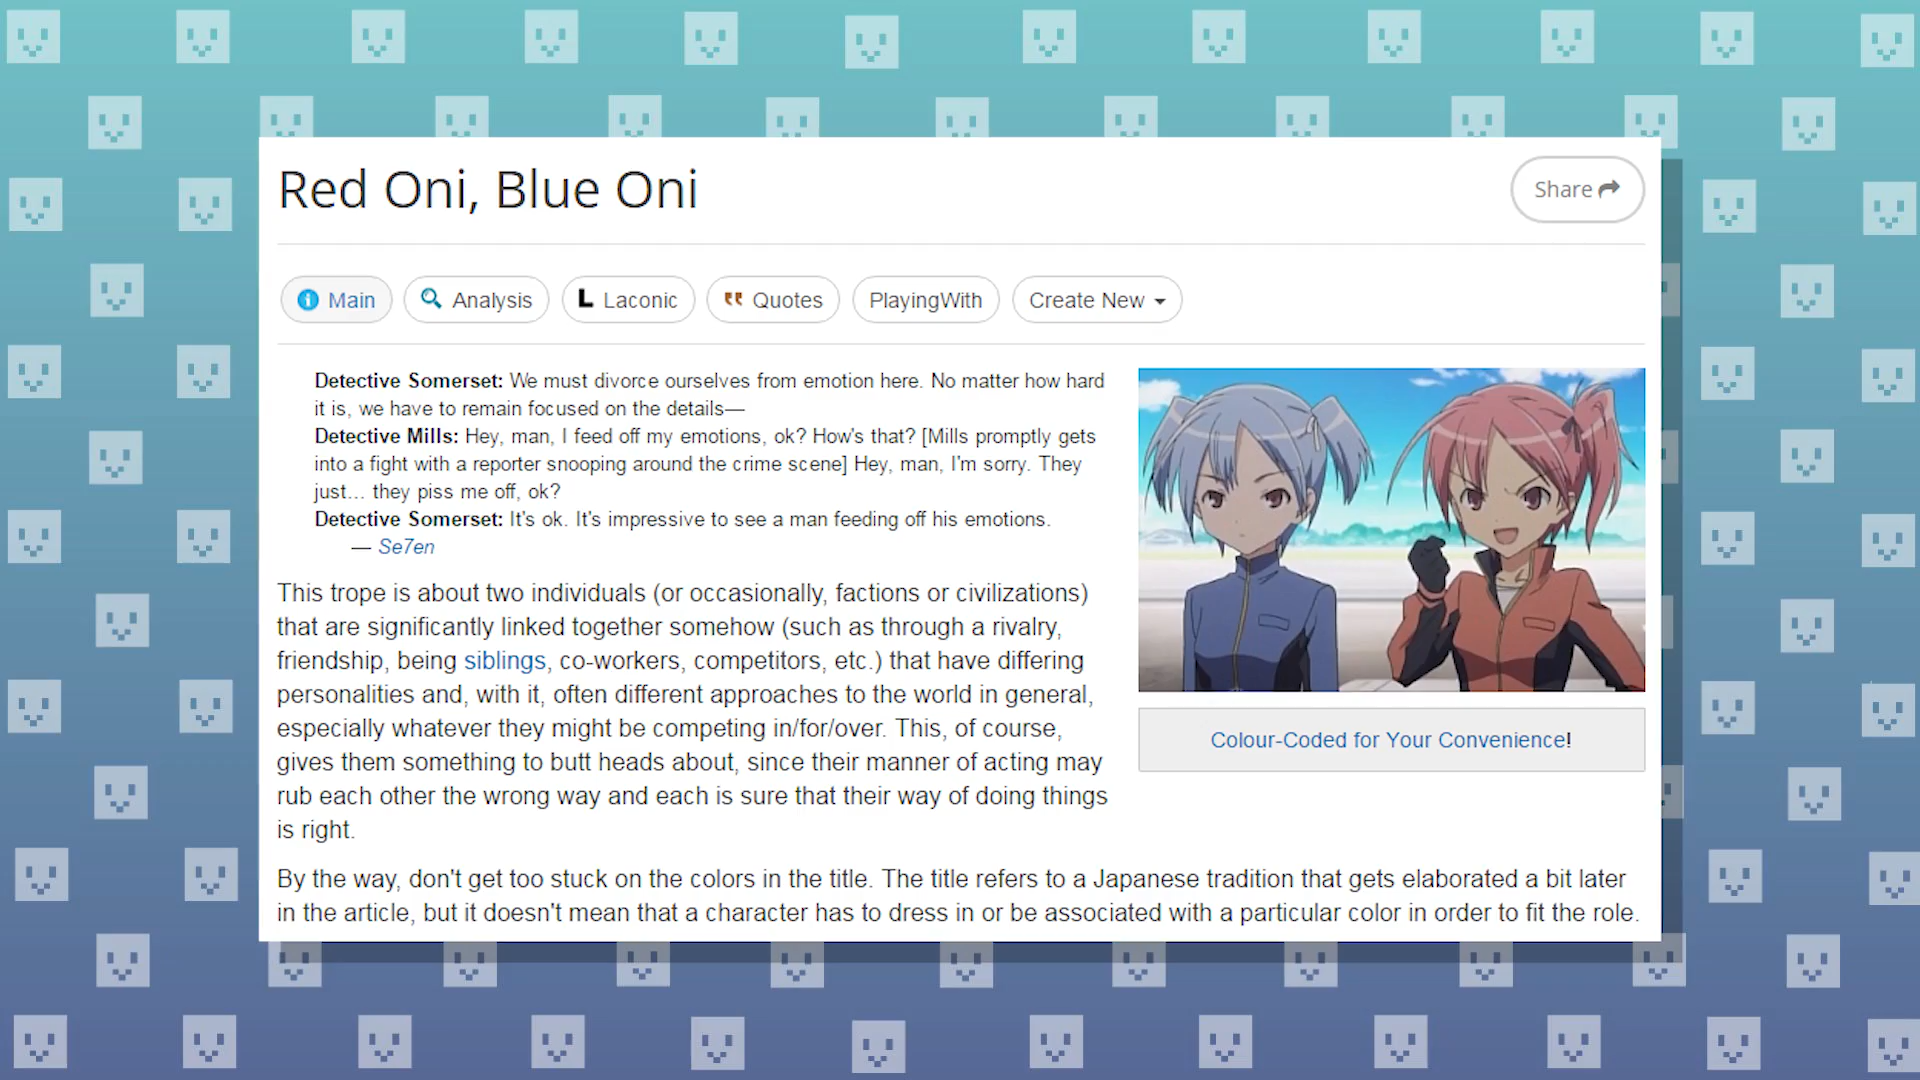 Red Oni, Blue Oni
Share
Main
Analysis
L Laconic
Quotes
PlayingWith
Create New
Detective Somerset: We must divorce ourselves from emotion here. No matter how hard
it is, we have to remain focused on the details—
Detective Mills: Hey, man, I feed off my emotions, ok? How's that? [Mills promptly gets
into a fight with a reporter snooping around the crime scene] Hey, man, I'm sorry. They
just... they piss me off, ok?
Detective Somerset: It's ok. It's impressive to see a man feeding off his emotions.
— Se7en
This trope is about two individuals (or occasionally, factions or civilizations)
that are significantly linked together somehow (such as through a rivalry,
friendship, being siblings, co-workers, competitors, etc.) that have differing
personalities and, with it, often different approaches to the world in general,
especially whatever they might be competing in/for/over. This, of course,
gives them something to butt heads about, since their manner of acting may
rub each other the wrong way and each is sure that their way of doing things
is right.
Colour-Coded for Your Convenience!
By the way, don't get too stuck on the colors in the title. The title refers to a Japanese tradition that gets elaborated a bit later
in the article, but it doesn't mean that a character has to dress in or be associated with a particular color in order to fit the role.